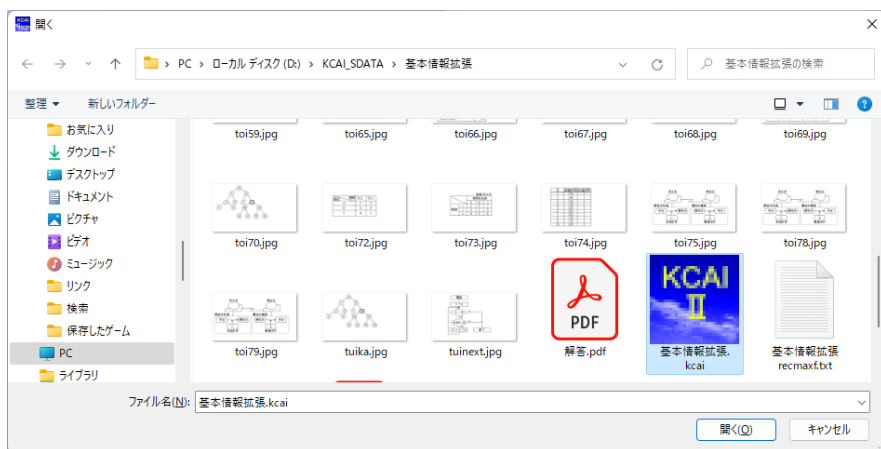 開く
PC > ローカル ディスク (D:) > KCAI_SDATA > 基本情報拡張
基本情報拡張の検索
整理 新しいフォルダー
お気に入り
ダウンロード
デスクトップ
ドキュメント
ピクチャ
ビデオ
ミュージック
リンク
検索
保存したゲーム
PC
ライブラリ
toi59.jpg toi65.jpg toi66.jpg toi67.jpg toi68.jpg toi69.jpg
toi70.jpg toi72.jpg toi73.jpg toi74.jpg toi75.jpg toi78.jpg
KCAI
II
PDF
toi79.jpg tuika.jpg tuinext.jpg 解答.pdf 基本情報拡張.kcai 基本情報拡張recmaxf.txt
ファイル名(N): 基本情報拡張.kcai
開く(O) キャンセル